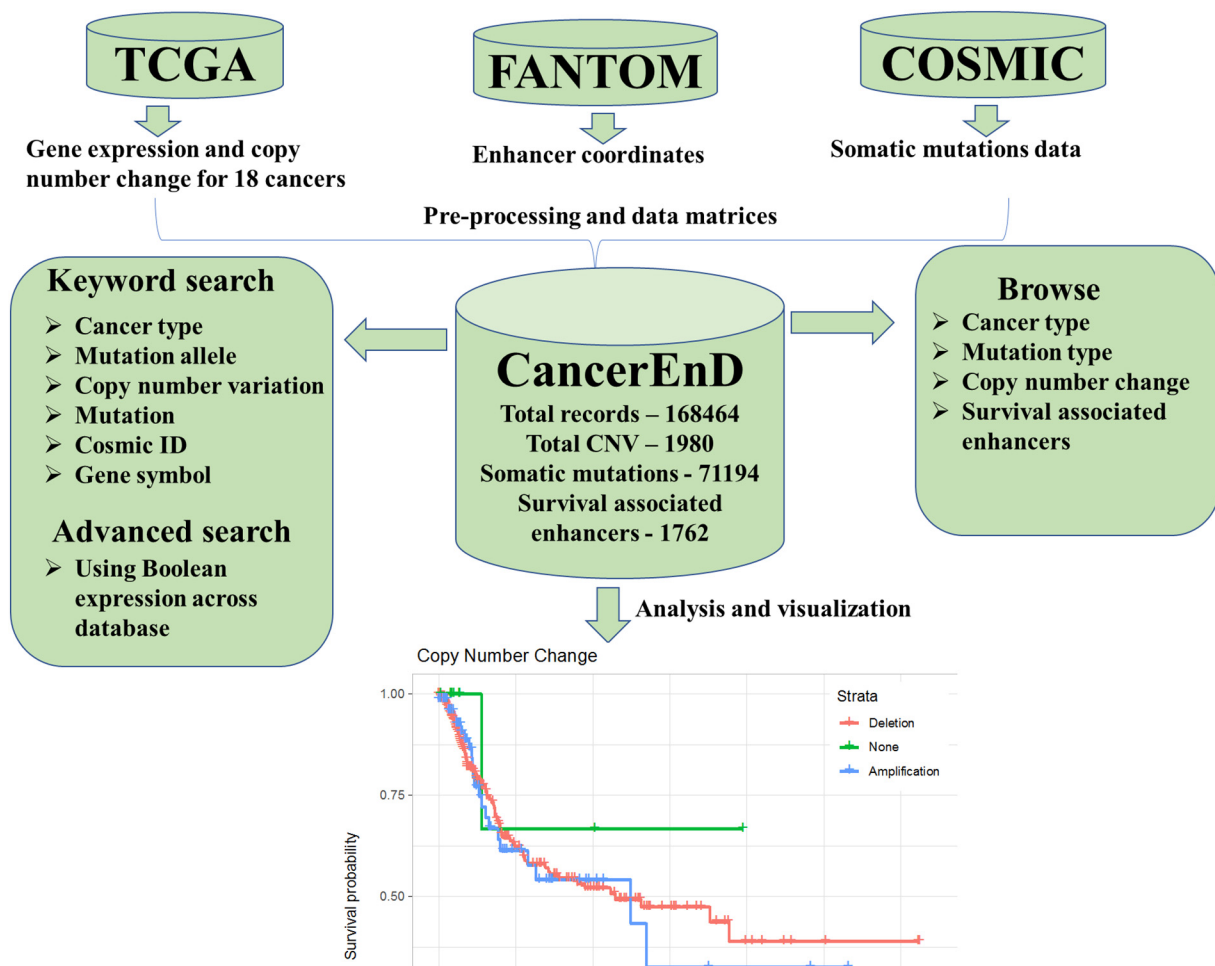 TCGA
FANTOM
COSMIC
Gene expression and copy
number change for 18 cancers
Enhancer coordinates
Somatic mutations data
Pre-processing and data matrices
Keyword search
➢ Cancer type
➢ Mutation allele
➢ Copy number variation
➢ Mutation
➢ Cosmic ID
➢ Gene symbol
Advanced search
➢ Using Boolean
expression across
database
CancerEnD
Total records – 168464
Total CNV – 1980
Somatic mutations - 71194
Survival associated
enhancers - 1762
Browse
➢ Cancer type
➢ Mutation type
➢ Copy number change
➢ Survival associated
enhancers
Analysis and visualization
Copy Number Change
1.00
0.75
0.50
Survival probability
Strata
Deletion
None
Amplification